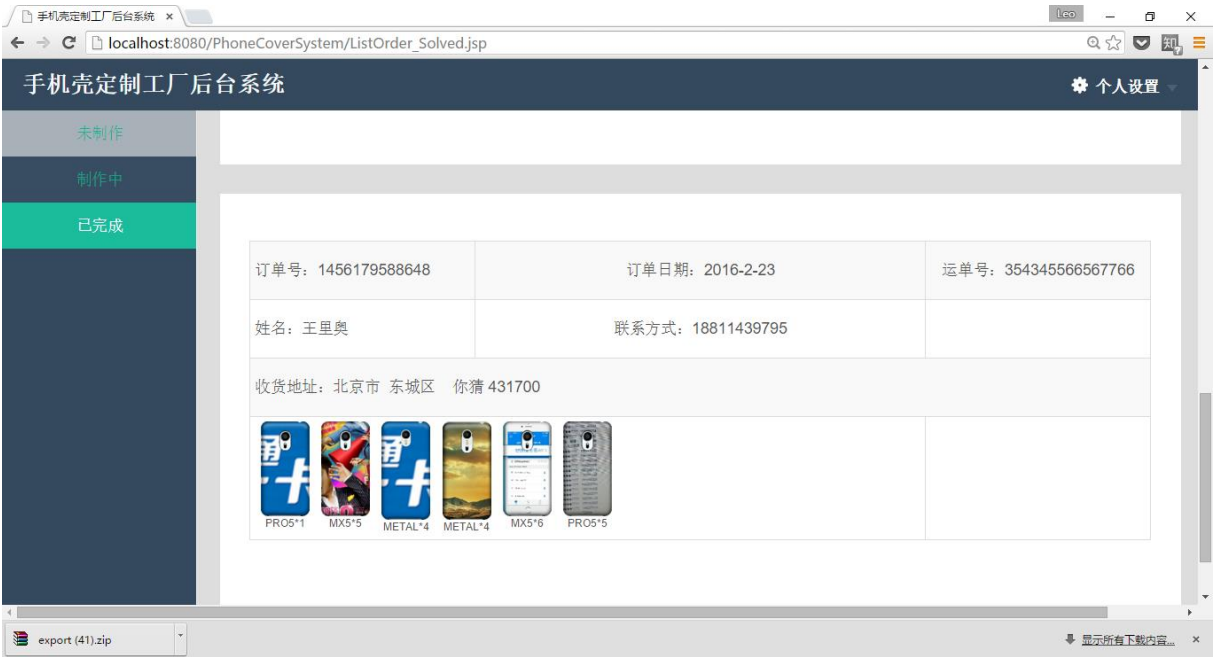 手机壳定制工厂后台系统
Leo
localhost:8080/PhoneCoverSystem/ListOrder_Solved.jsp
手机壳定制工厂后台系统
个人设置
未制作
制作中
已完成
订单号：1456179588648 订单日期：2016-2-23 运单号：354345566567766
姓名：王里奥 联系方式：18811439795
收货地址：北京市 东城区 你猜 431700
PRO5*1 MX5*5 METAL*4 METAL*4 MX5*6 PRO5*5
export (41).zip
显示所有下载内容...